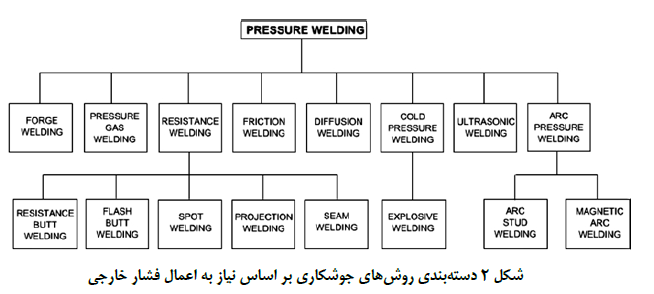 PRESSURE WELDING
FORGE
WELDING
PRESSURE
GAS
WELDING
RESISTANCE
WELDING
FRICTION
WELDING
DIFFUSION
WELDING
COLD
PRESSURE
WELDING
ULTRASONIC
WELDING
ARC
PRESSURE
WELDING
RESISTANCE
BUTT
WELDING
FLASH
BUTT
WELDING
SPOT
WELDING
PROJECTION
WELDING
SEAM
WELDING
EXPLOSIVE
WELDING
ARC
STUD
WELDING
MAGNETIC
ARC
WELDING
شکل ۲ دسته‌بندی روش‌های جوشکاری بر اساس نیاز به اعمال فشار خارجی